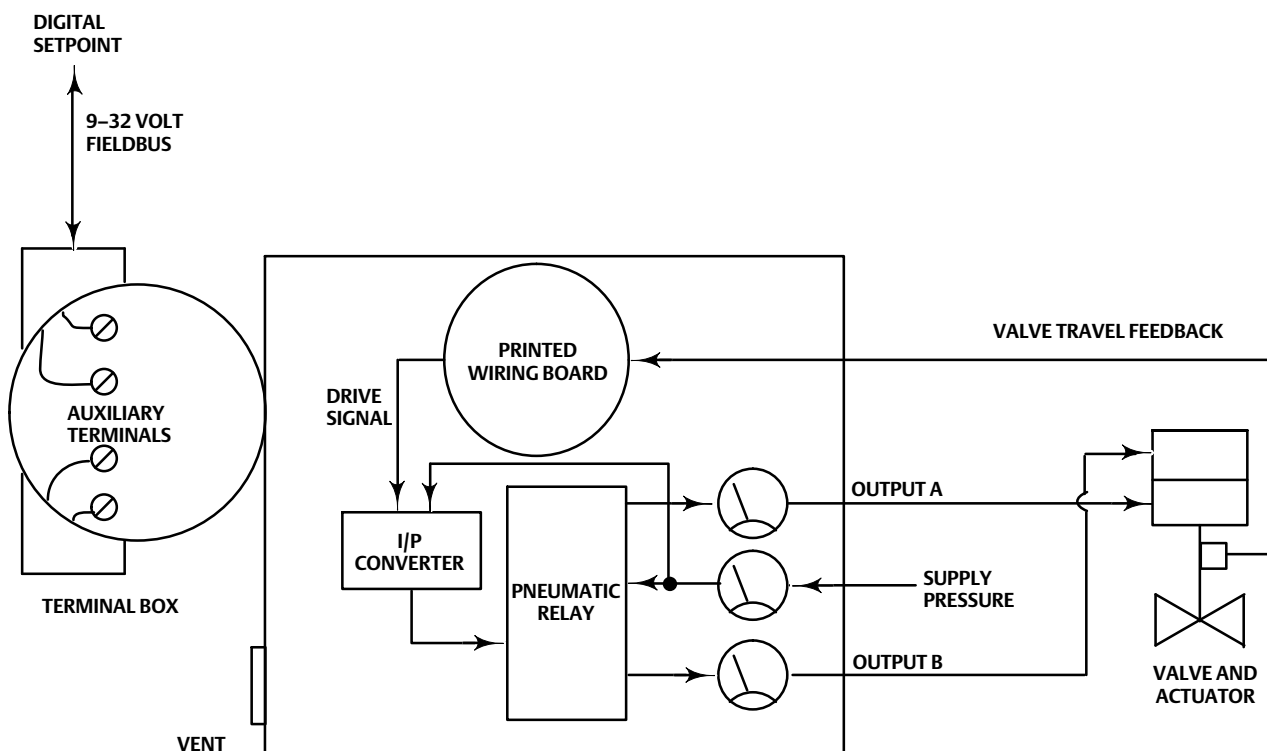 DIGITAL
SETPOINT
9–32 VOLT
FIELDBUS
AUXILIARY
TERMINALS
TERMINAL BOX
VENT
PRINTED
WIRING BOARD
DRIVE
SIGNAL
I/P
CONVERTER
PNEUMATIC
RELAY
VALVE TRAVEL FEEDBACK
OUTPUT A
SUPPLY
PRESSURE
OUTPUT B
VALVE AND
ACTUATOR